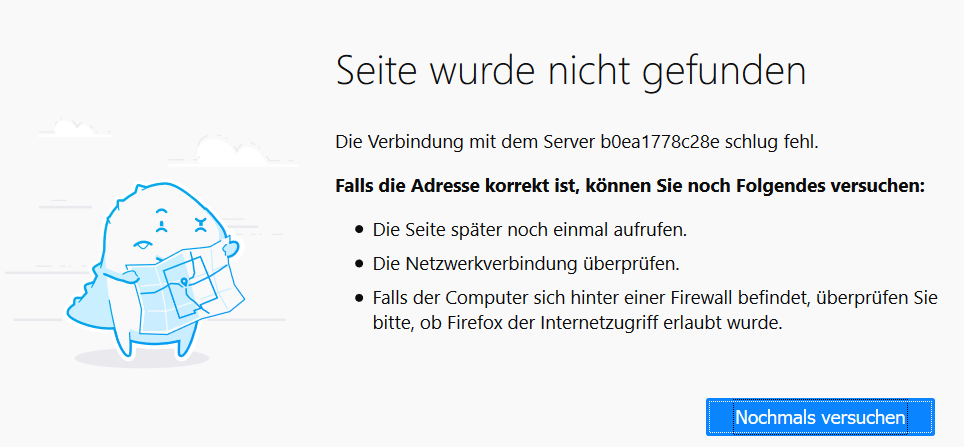 Seite wurde nicht gefunden
Die Verbindung mit dem Server b0ea1778c28e schlug fehl.
Falls die Adresse korrekt ist, können Sie noch Folgendes versuchen:
● Die Seite später noch einmal aufrufen.
● Die Netzwerkverbindung überprüfen.
● Falls der Computer sich hinter einer Firewall befindet, überprüfen Sie
bitte, ob Firefox der Internetzugriff erlaubt wurde.
Nochmals versuchen